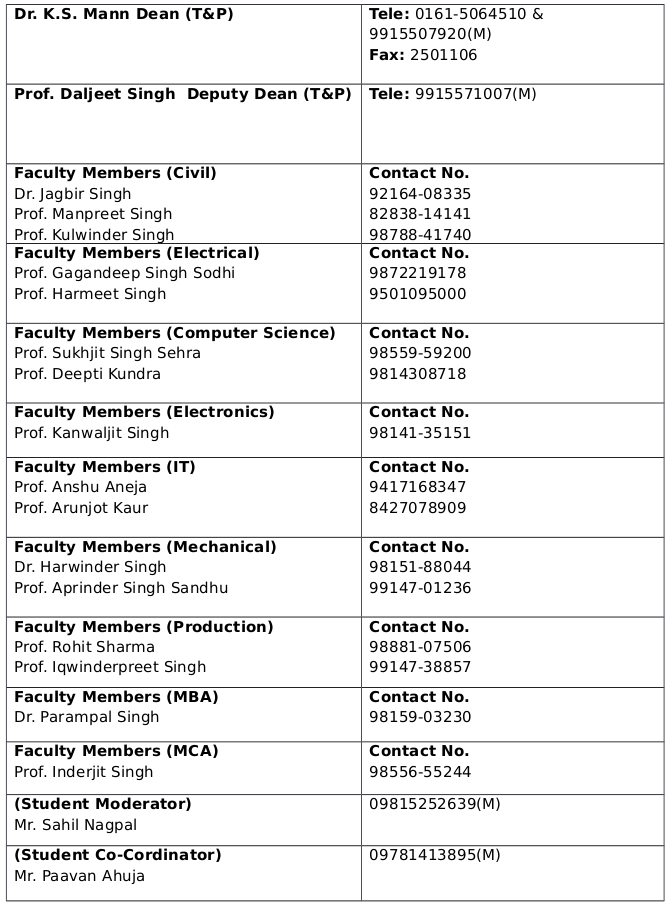 Dr. K.S. Mann Dean (T&P)
Tele: 0161-5064510 &
9915507920(M)
Fax: 2501106
Prof. Daljeet Singh  Deputy Dean (T&P)
Tele: 9915571007(M)
Faculty Members (Civil)
Contact No.
Dr. Jagbir Singh
92164-08335
Prof. Manpreet Singh
82838-14141
Prof. Kulwinder Singh
98788-41740
Faculty Members (Electrical)
Contact No.
Prof. Gagandeep Singh Sodhi
9872219178
Prof. Harmeet Singh
9501095000
Faculty Members (Computer Science)
Contact No.
Prof. Sukhjit Singh Sehra
98559-59200
Prof. Deepti Kundra
9814308718
Faculty Members (Electronics)
Contact No.
Prof. Kanwaljit Singh
98141-35151
Faculty Members (IT)
Contact No.
Prof. Anshu Aneja
9417168347
Prof. Arunjot Kaur
8427078909
Faculty Members (Mechanical)
Contact No.
Dr. Harwinder Singh
98151-88044
Prof. Aprinder Singh Sandhu
99147-01236
Faculty Members (Production)
Contact No.
Prof. Rohit Sharma
98881-07506
Prof. Iqwinderpreet Singh
99147-38857
Faculty Members (MBA)
Contact No.
Dr. Parampal Singh
98159-03230
Faculty Members (MCA)
Contact No.
Prof. Inderjit Singh
98556-55244
(Student Moderator)
09815252639(M)
Mr. Sahil Nagpal
(Student Co-Cordinator)
09781413895(M)
Mr. Paavan Ahuja